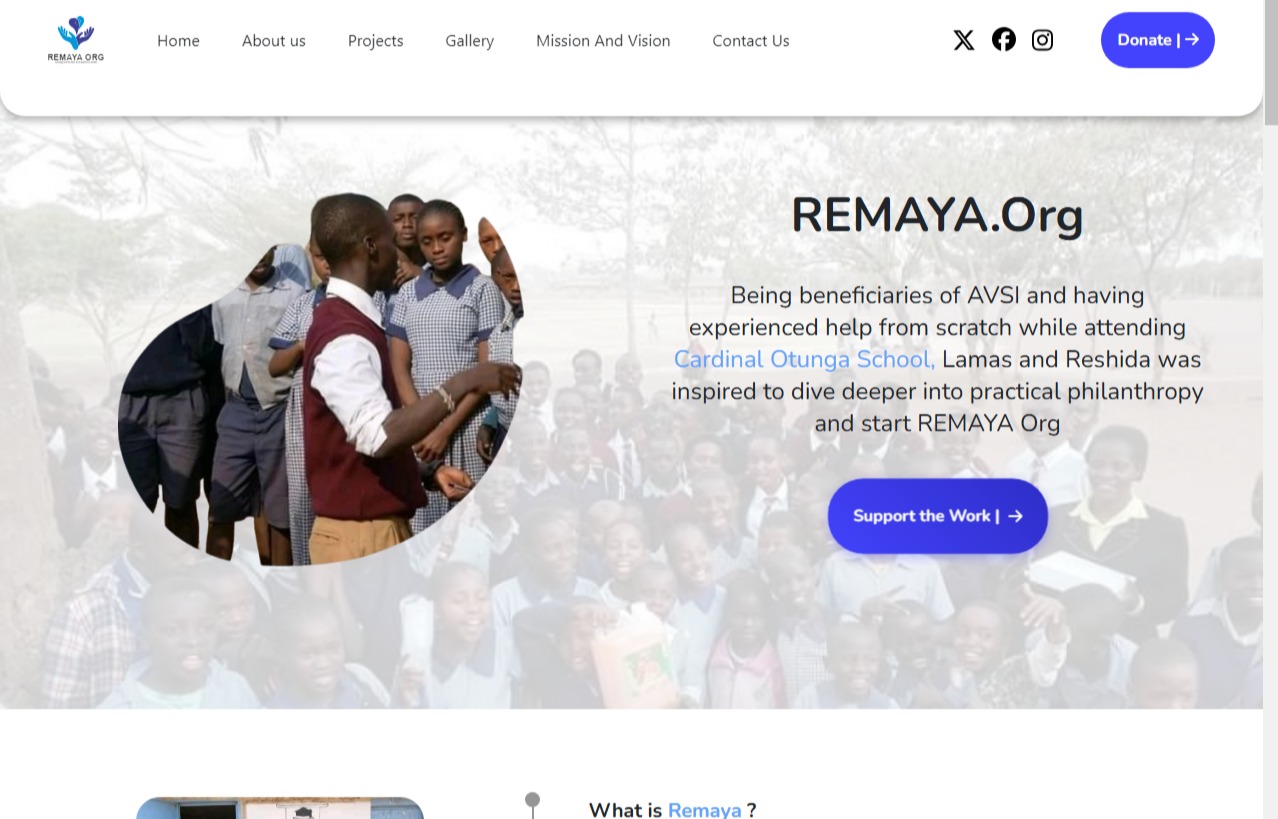 REMAYA ORG
Home
About us
Projects
Gallery
Mission And Vision
Contact Us
Donate | →
REMAYA.Org
Being beneficiaries of AVSI and having
experienced help from scratch while attending
Cardinal Otunga School, Lamas and Reshida was
inspired to dive deeper into practical philanthropy
and start REMAYA Org
Support the Work | →
What is Remaya ?